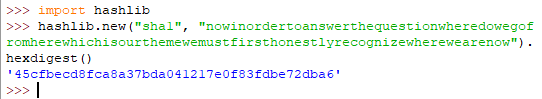 >>> import hashlib
>>> hashlib.new("sha1", "nowinordertoanswerthequestionwheredowegof
romherewhichisourthemewemustfirsthonestlyrecognizewherewearenow").
hexdigest()
'45cfbecd8fca8a37bda041217e0f83fdbe72dba6'
>>>